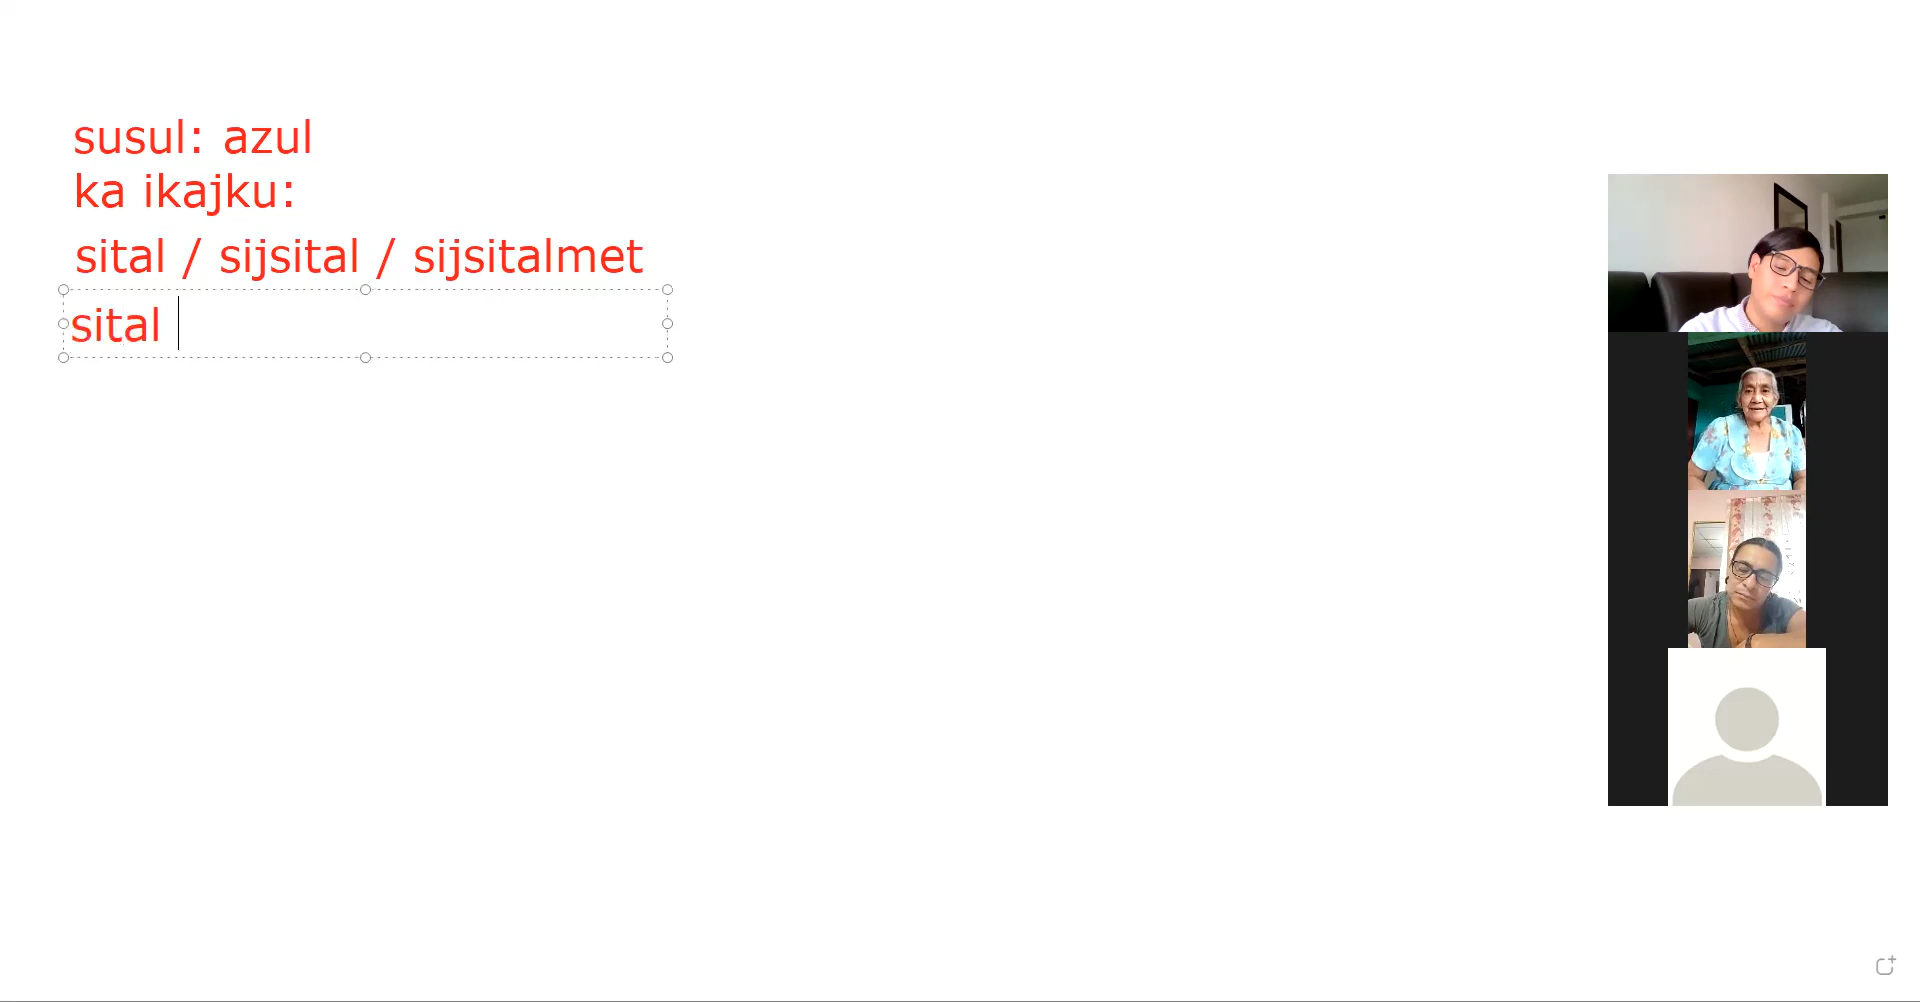 susul: azul
ka ikajku:
sital / sijsital / sijsitalmet
sital